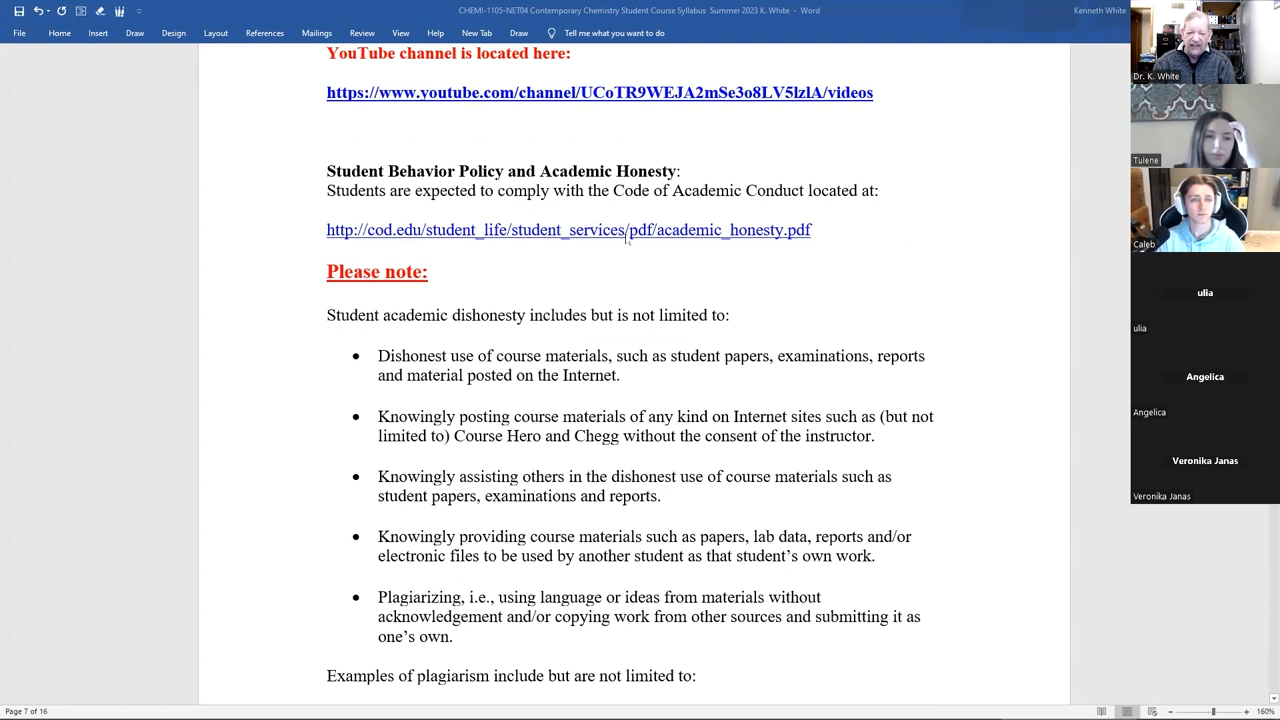 CHEMI-1105-NET04 Contemporary Chemistry Student Course Syllabus Summer 2023 K. White - Word
Kenneth White
File Home Insert Draw Design Layout References Mailings Review View Help New Tab Draw Tell me what you want to do
YouTube channel is located here:
https://www.youtube.com/channel/UCoTR9WEJA2mSe3o8LV5lzlA/videos
Student Behavior Policy and Academic Honesty:
Students are expected to comply with the Code of Academic Conduct located at:
http://cod.edu/student_life/student_services/pdf/academic_honesty.pdf
Please note:
Student academic dishonesty includes but is not limited to:
• Dishonest use of course materials, such as student papers, examinations, reports
and material posted on the Internet.
• Knowingly posting course materials of any kind on Internet sites such as (but not
limited to) Course Hero and Chegg without the consent of the instructor.
• Knowingly assisting others in the dishonest use of course materials such as
student papers, examinations and reports.
• Knowingly providing course materials such as papers, lab data, reports and/or
electronic files to be used by another student as that student’s own work.
• Plagiarizing, i.e., using language or ideas from materials without
acknowledgement and/or copying work from other sources and submitting it as
one’s own.
Examples of plagiarism include but are not limited to:
Page 7 of 16
160%
Dr. K. White
Tulene
Caleb
ulia
ulia
Angelica
Angelica
Veronika Janas
Veronika Janas